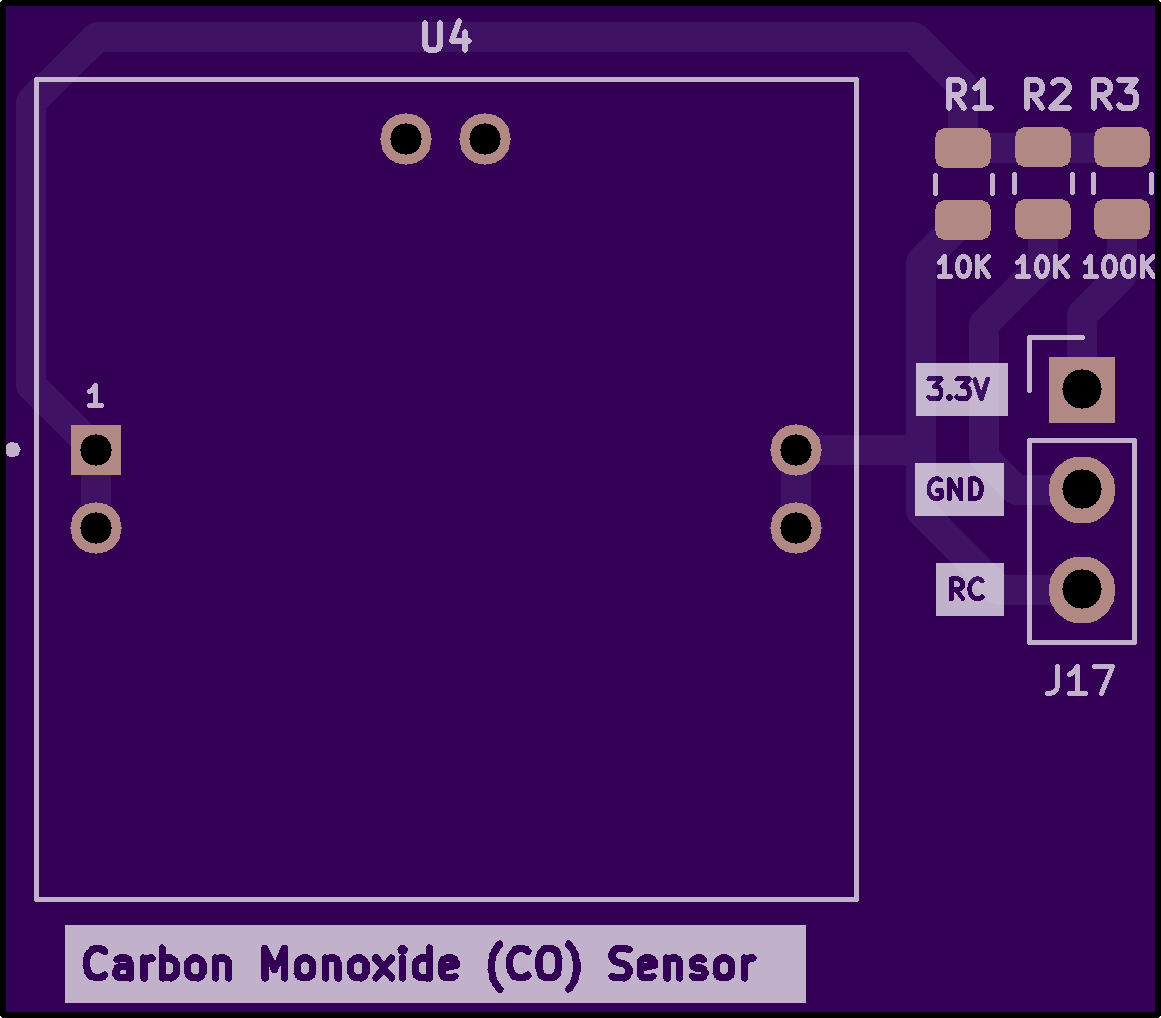 U4
R1 R2 R3
10K 10K 100K
3.3V
1
GND
RC
J17
Carbon Monoxide (CO) Sensor